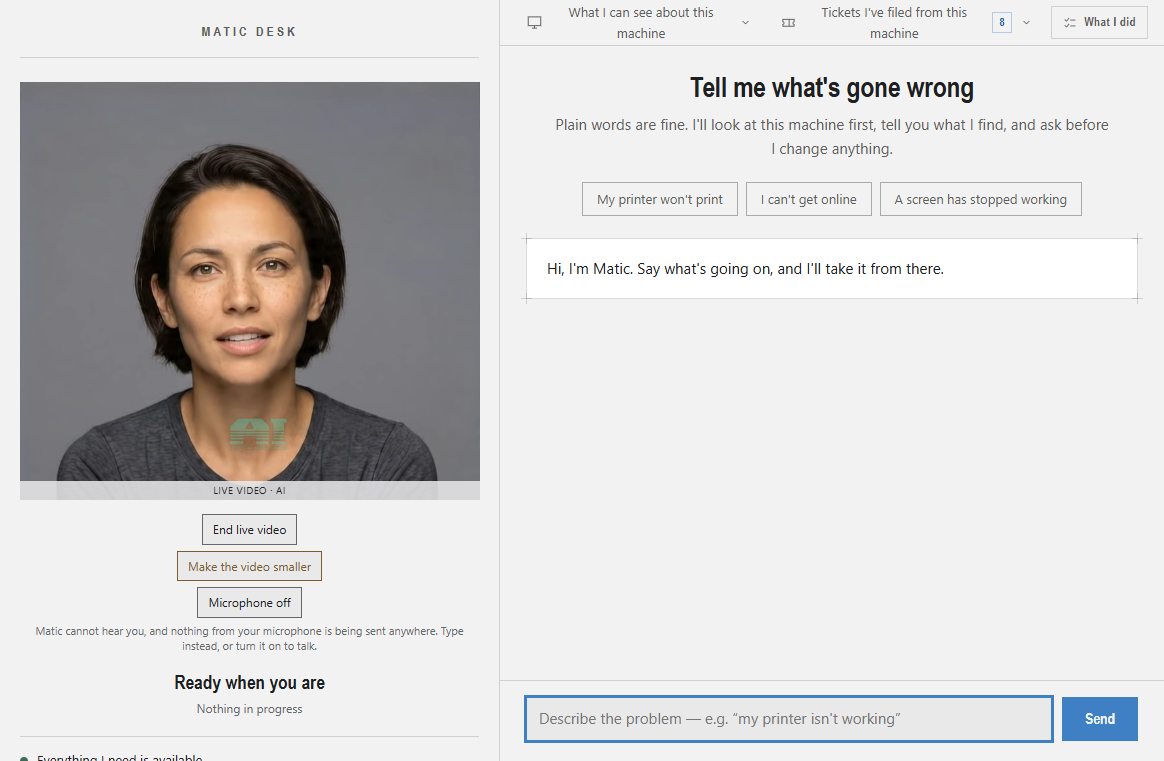 MATIC DESK
AI
LIVE VIDEO · AI
End live video
Make the video smaller
Microphone off
Matic cannot hear you, and nothing from your microphone is being sent anywhere. Type
instead, or turn it on to talk.
Ready when you are
Nothing in progress
Everything I need is available
What I can see about this
machine
Tickets I've filed from this
machine
8
What I did
Tell me what's gone wrong
Plain words are fine. I'll look at this machine first, tell you what I find, and ask before
I change anything.
My printer won't print
I can't get online
A screen has stopped working
Hi, I'm Matic. Say what's going on, and I'll take it from there.
Describe the problem — e.g. “my printer isn't working”
Send